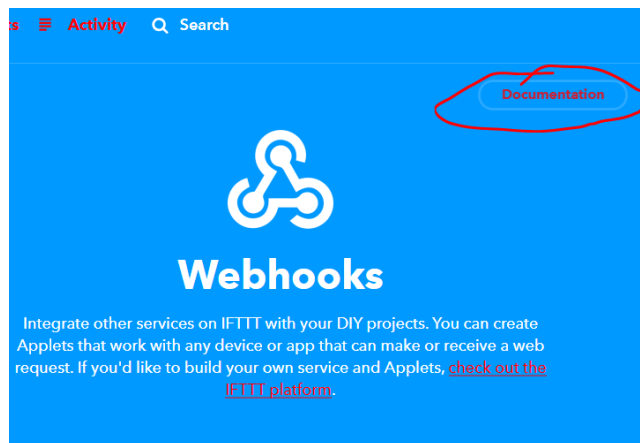 Activity Search
Documentation
Webhooks
Integrate other services on IFTTT with your DIY projects. You can create
Applets that work with any device or app that can make or receive a web
request. If you'd like to build your own service and Applets, check out the
IFTTT platform.